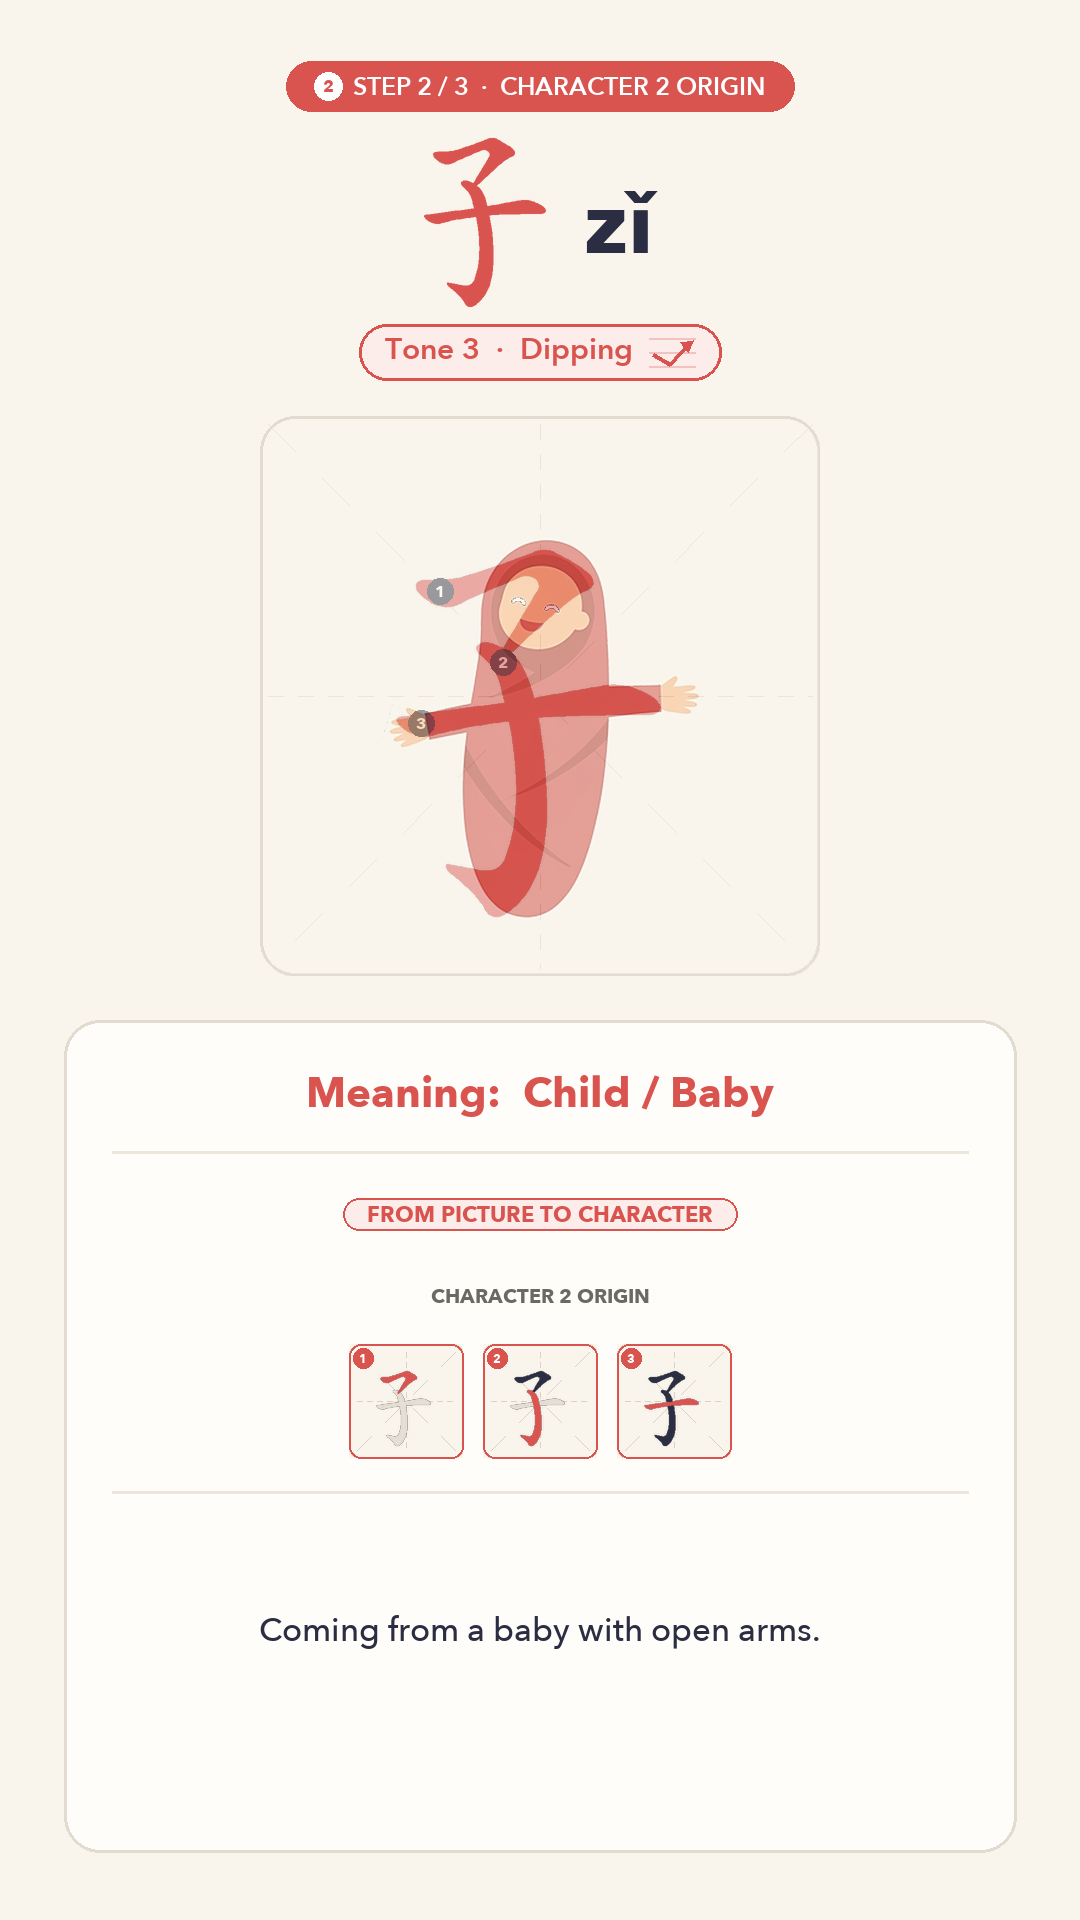 2 STEP 2 / 3 · CHARACTER 2 ORIGIN
子 zǐ
Tone 3 · Dipping
1
2
3
Meaning: Child / Baby
FROM PICTURE TO CHARACTER
CHARACTER 2 ORIGIN
1 2 3
子 子 子
Coming from a baby with open arms.